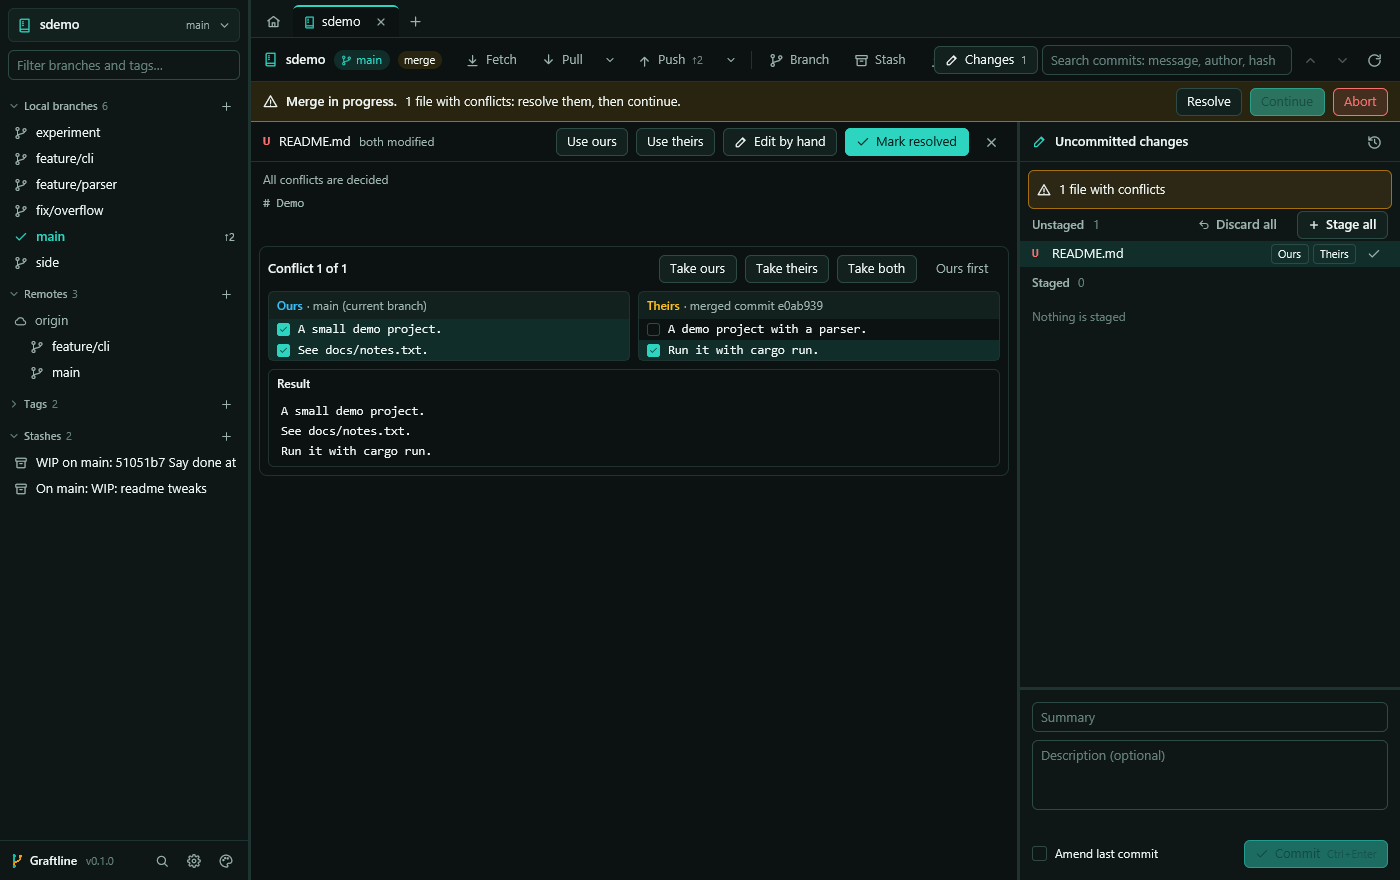 sdemo
main
Filter branches and tags...
Local branches 6
experiment
feature/cli
feature/parser
fix/overflow
main ↑2
side
Remotes 3
origin
feature/cli
main
Tags 2
Stashes 2
WIP on main: 51051b7 Say done at
On main: WIP: readme tweaks
Graftline v0.1.0
sdemo
sdemo main merge Fetch Pull Push ↑2 Branch Stash Changes 1 Search commits: message, author, hash
Merge in progress. 1 file with conflicts: resolve them, then continue. Resolve Continue Abort
U README.md both modified Use ours Use theirs Edit by hand Mark resolved
All conflicts are decided
# Demo
Conflict 1 of 1 Take ours Take theirs Take both Ours first
Ours · main (current branch)
A small demo project.
See docs/notes.txt.
Theirs · merged commit e0ab939
A demo project with a parser.
Run it with cargo run.
Result
A small demo project.
See docs/notes.txt.
Run it with cargo run.
Uncommitted changes
1 file with conflicts
Unstaged 1 Discard all Stage all
U README.md Ours Theirs
Staged 0
Nothing is staged
Summary
Description (optional)
Amend last commit Commit Ctrl+Enter